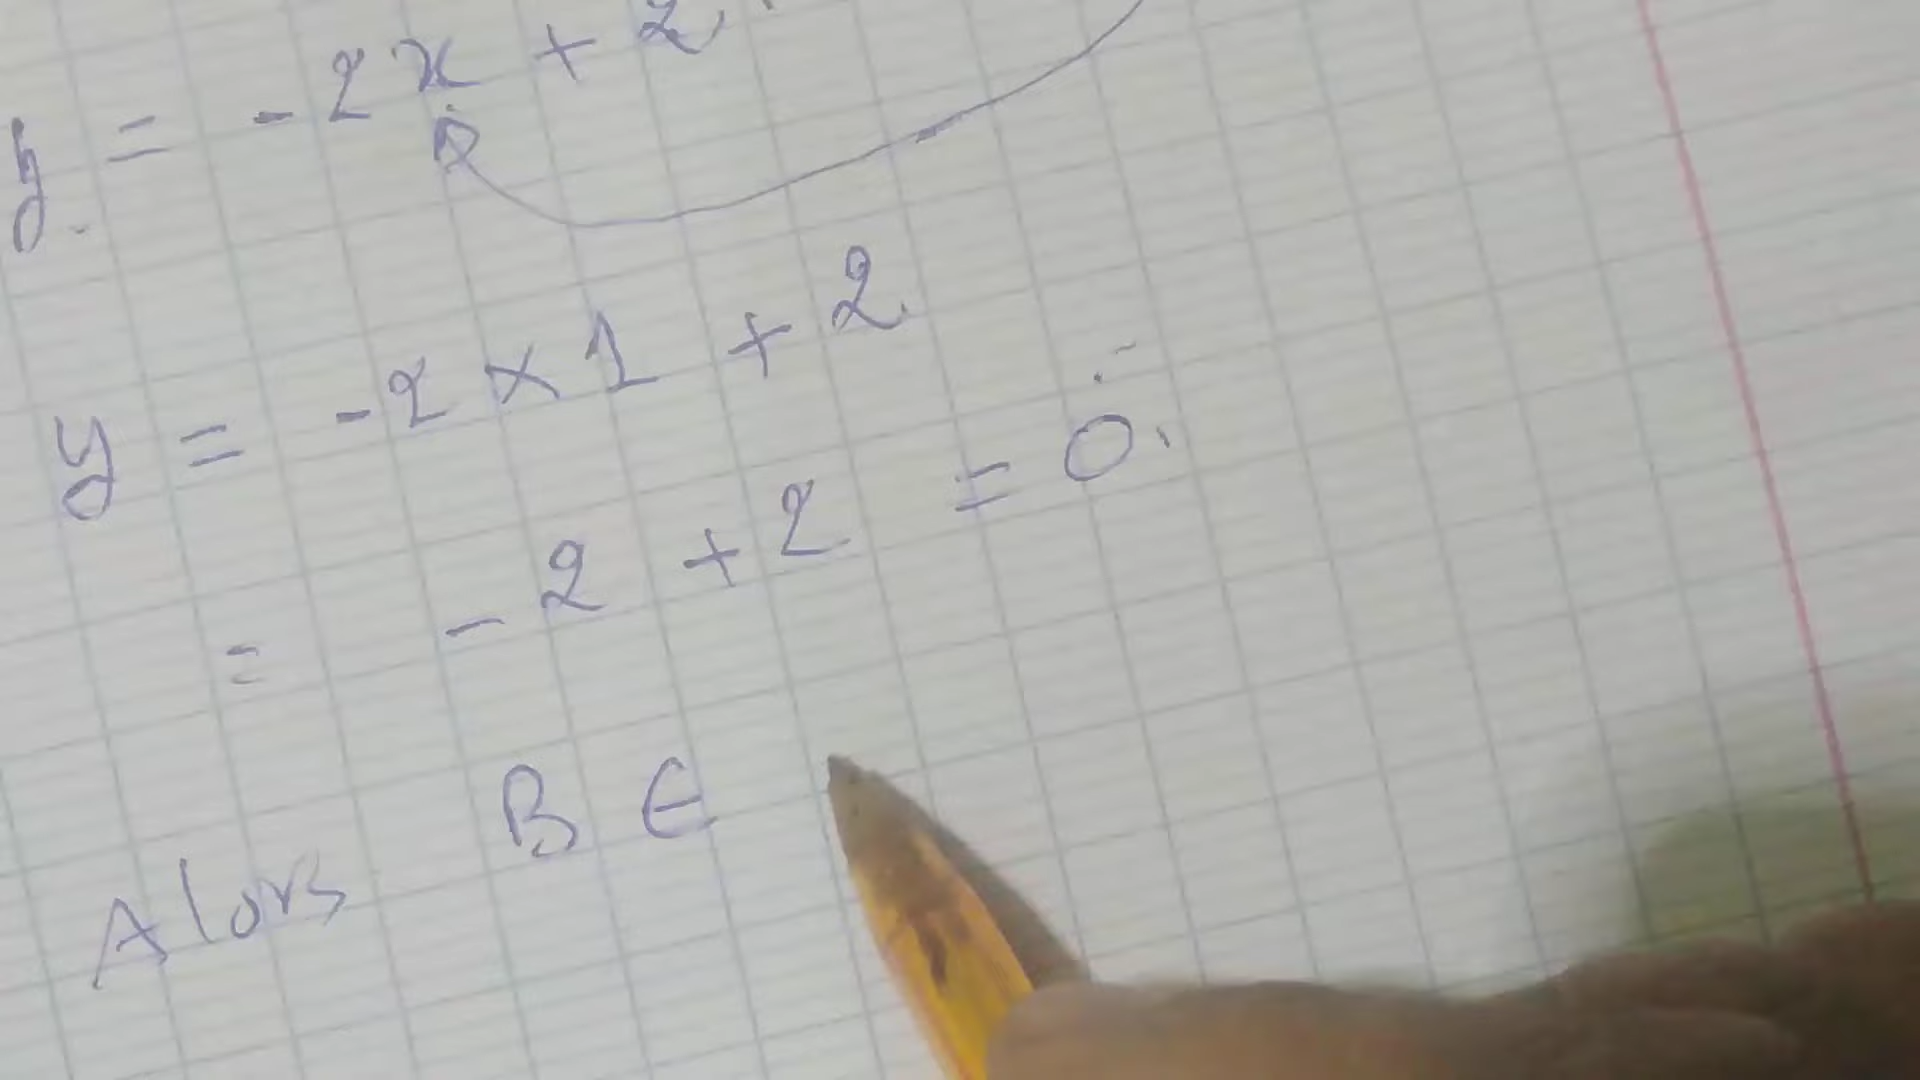 y = -2x + 2
y = -2 × 1 + 2
= -2 + 2 = 0.
Alors B ∈